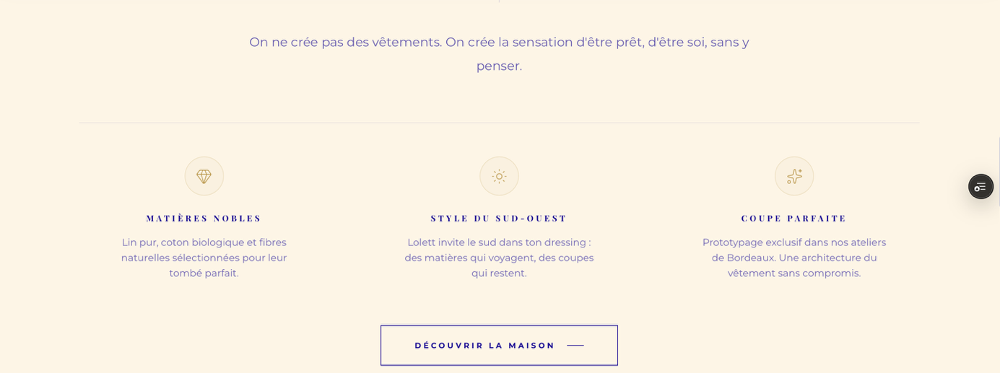 On ne crée pas des vêtements. On crée la sensation d'être prêt, d'être soi, sans y
penser.
MATIÈRES NOBLES
Lin pur, coton biologique et fibres
naturelles sélectionnées pour leur
tombé parfait.
STYLE DU SUD-OUEST
Lolett invite le sud dans ton dressing :
des matières qui voyagent, des coupes
qui restent.
COUPE PARFAITE
Prototypage exclusif dans nos ateliers
de Bordeaux. Une architecture du
vêtement sans compromis.
DÉCOUVRIR LA MAISON